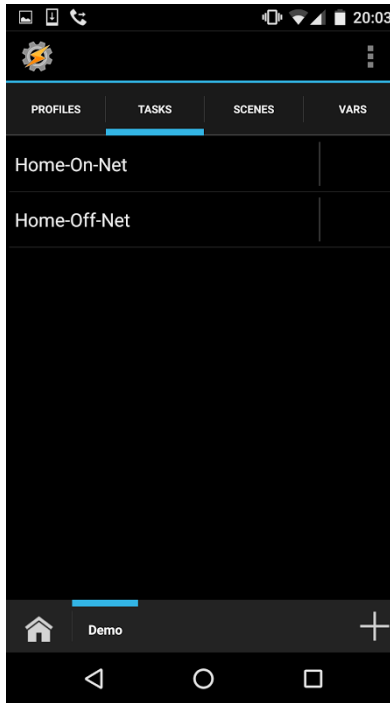 20:03
PROFILES TASKS SCENES VARS
Home-On-Net
Home-Off-Net
Demo